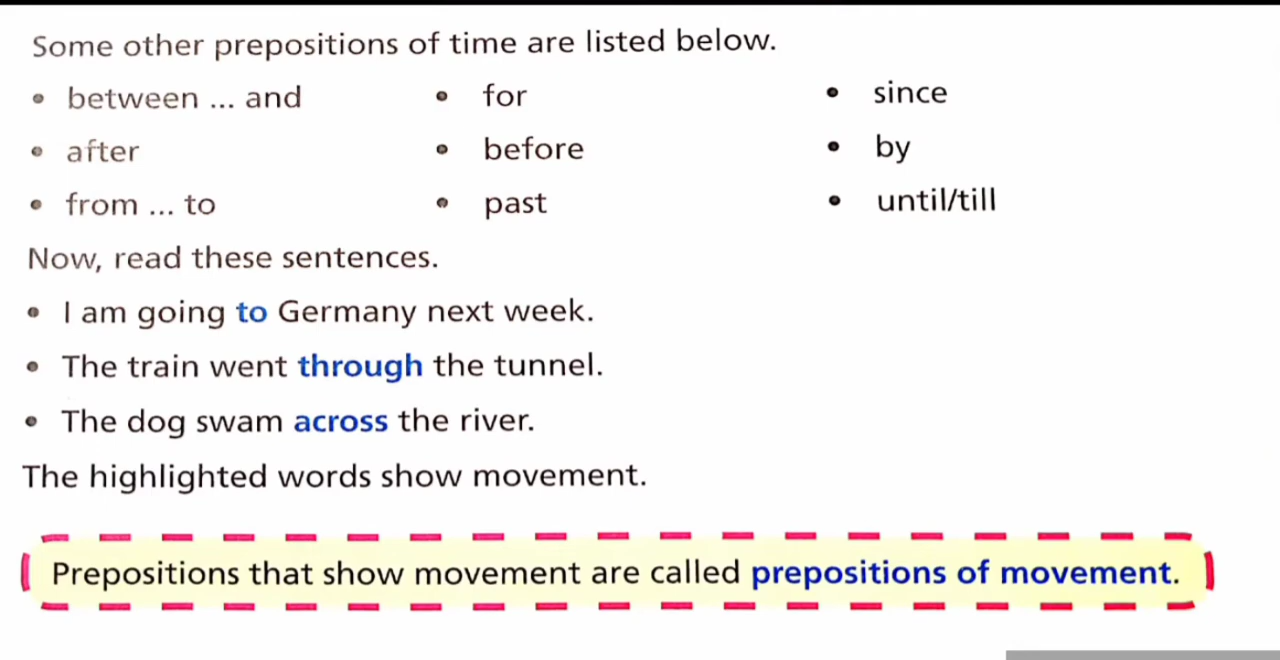 Some other prepositions of time are listed below.
• between ... and • for • since
• after • before • by
• from ... to • past • until/till
Now, read these sentences.
• I am going to Germany next week.
• The train went through the tunnel.
• The dog swam across the river.
The highlighted words show movement.
Prepositions that show movement are called prepositions of movement.